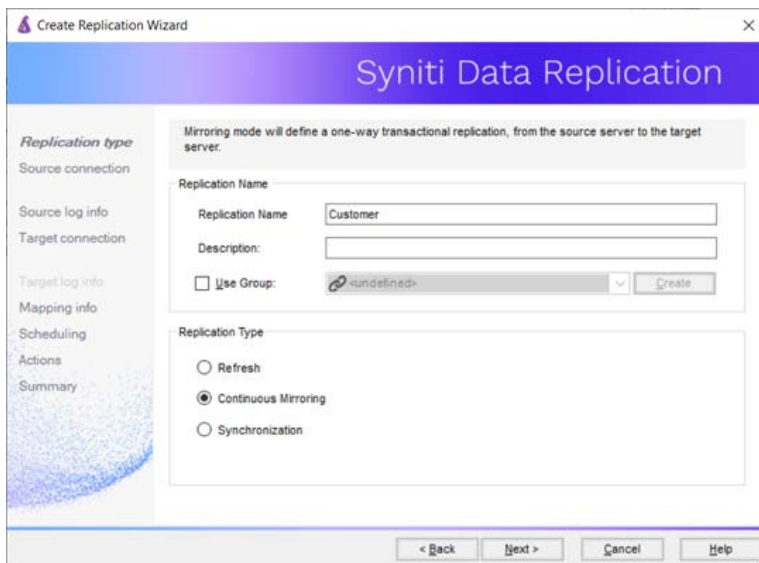 Create Replication Wizard
Syniti Data Replication
Replication type
Source connection
Source log info
Target connection
Target log info
Mapping info
Scheduling
Actions
Summary
Mirroring mode will define a one-way transactional replication, from the source server to the target
server.
Replication Name
Replication Name Customer
Description:
Use Group: <undefined> Create
Replication Type
Refresh
Continuous Mirroring
Synchronization
< Back Next > Cancel Help